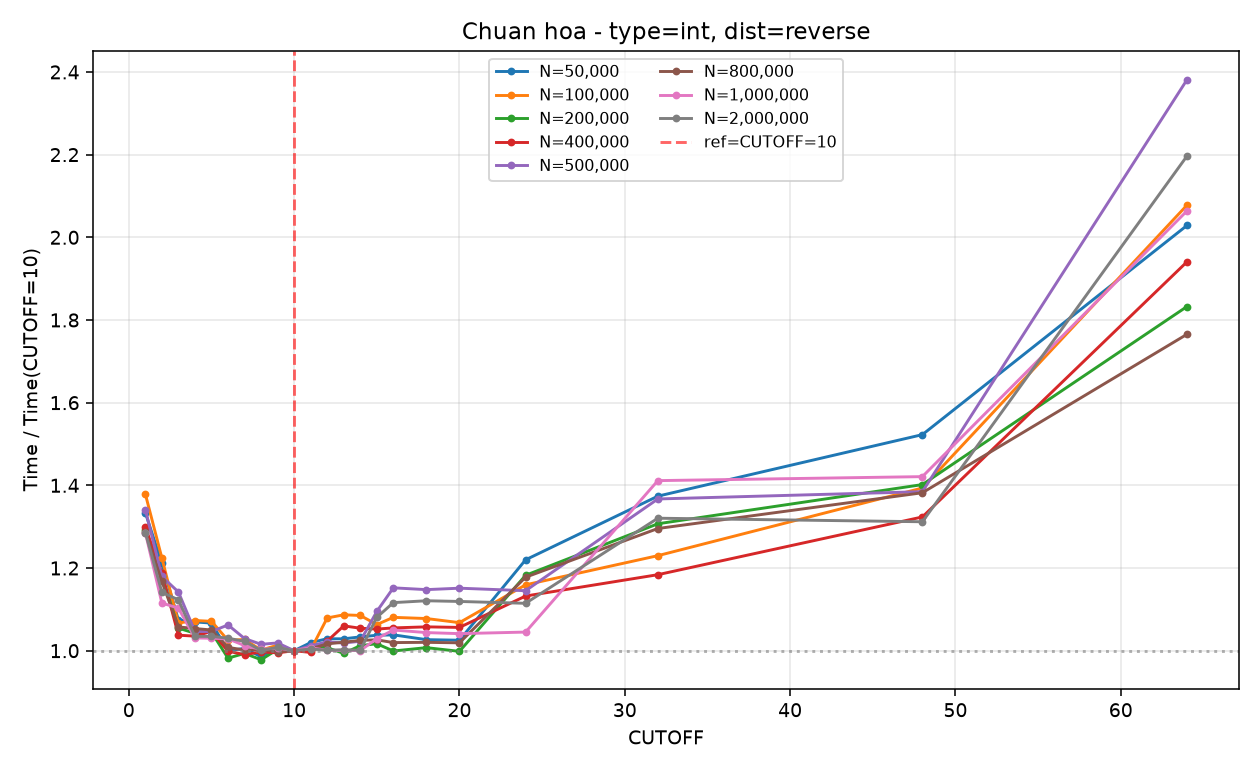 Chuan hoa - type=int, dist=reverse
N=50,000
N=100,000
N=200,000
N=400,000
N=500,000
N=800,000
N=1,000,000
N=2,000,000
ref=CUTOFF=10
Time / Time(CUTOFF=10)
2.4
2.2
2.0
1.8
1.6
1.4
1.2
1.0
0 10 20 30 40 50 60
CUTOFF